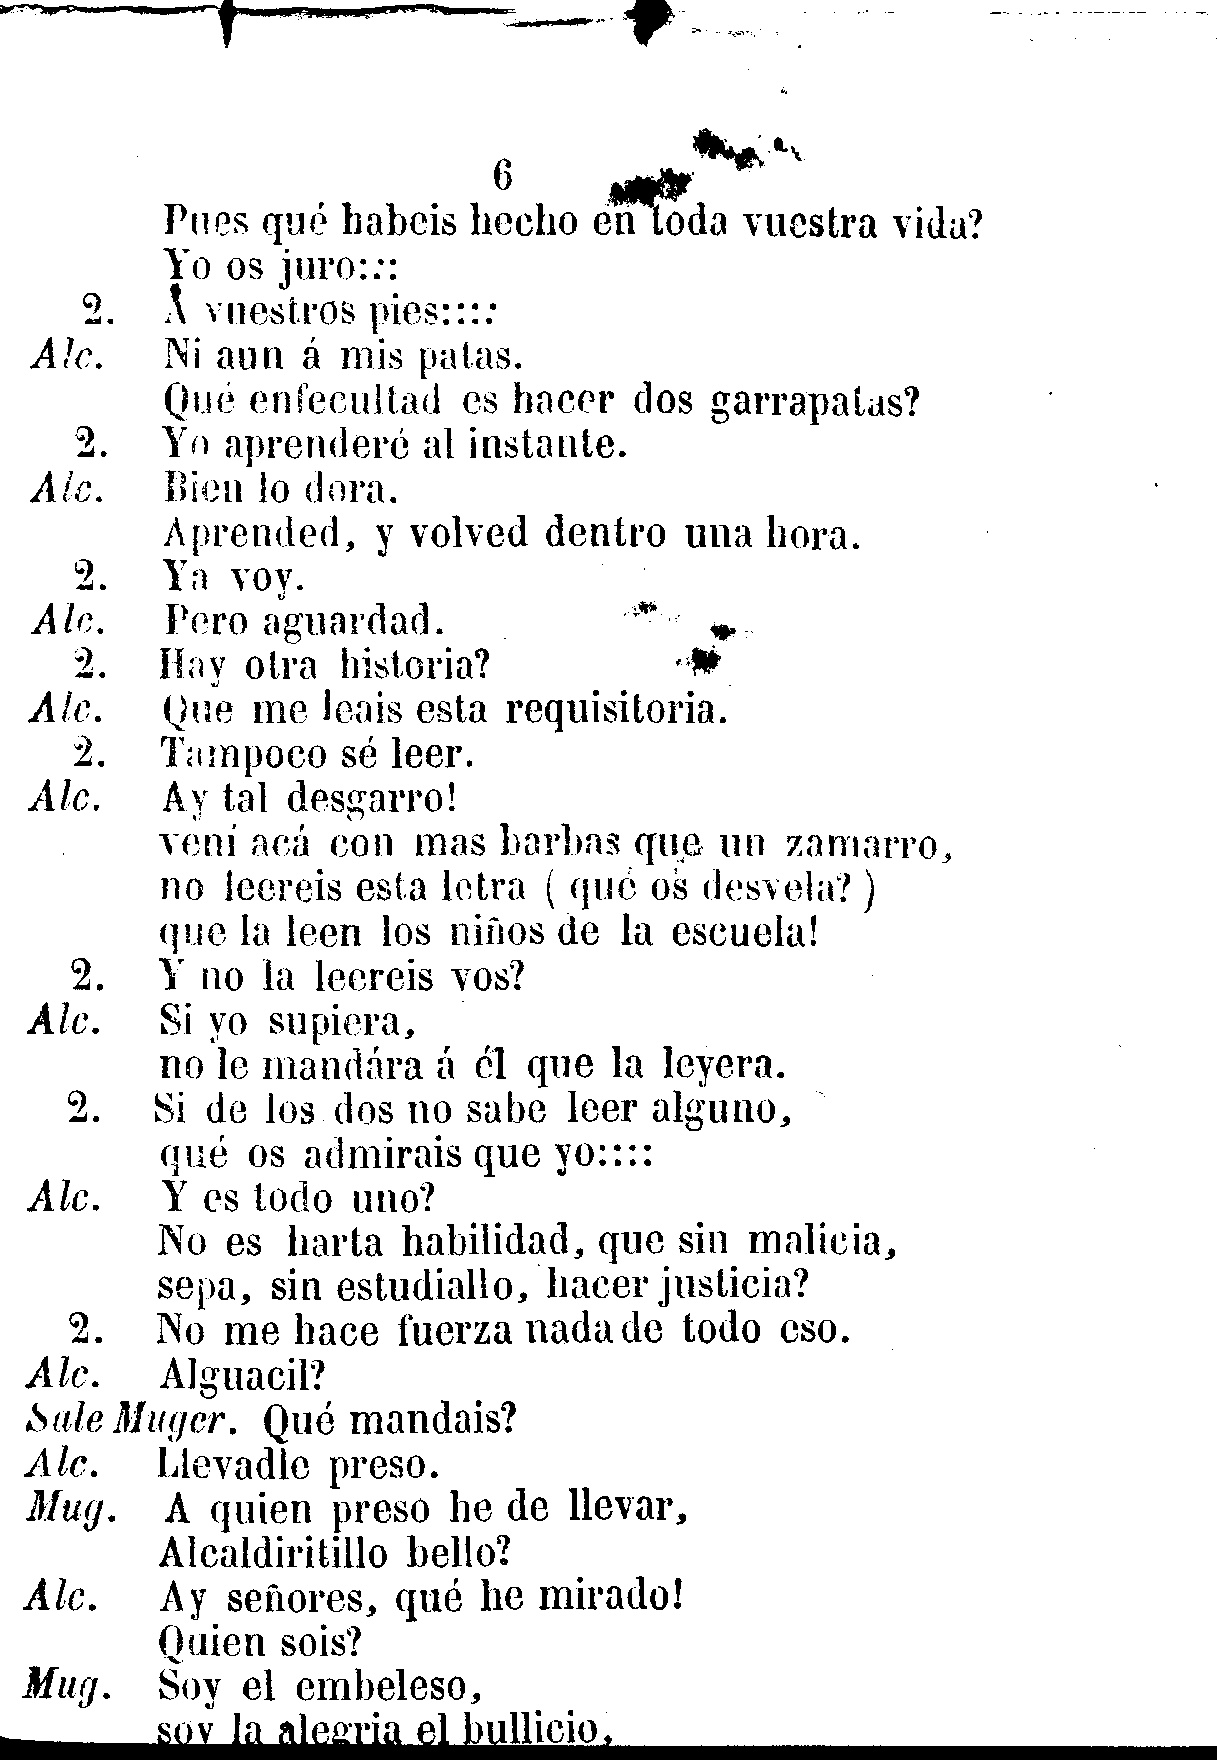 6
Pues qué habeis hecho en toda vuestra vida?
Yo os juro::::
2. Á vuestros pies::::
Alc. Ni aun á mis patas.
Qué enfecultad es hacer dos garrapatas?
2. Yo aprenderé al instante.
Alc. Bien lo dora.
Aprended, y volved dentro una hora.
2. Ya voy.
Alc. Pero aguardad.
2. Hay otra historia?
Alc. Que me leais esta requisitoria.
2. Tampoco sé leer.
Alc. Ay tal desgarro!
vení acá con mas barbas que un zamarro,
no leereis esta letra ( qué os desvela? )
que la leen los niños de la escuela!
2. Y no la leereis vos?
Alc. Si yo supiera,
no le mandára á él que la leyera.
2. Si de los dos no sabe leer alguno,
qué os admirais que yo::::
Alc. Y es todo uno?
No es harta habilidad, que sin malicia,
sepa, sin estudiallo, hacer justicia?
2. No me hace fuerza nada de todo eso.
Alc. Alguacil?
Sale Muger. Qué mandais?
Alc. Llevadle preso.
Mug. A quien preso he de llevar,
Alcaldiritillo bello?
Alc. Ay señores, qué he mirado!
Quien sois?
Mug. Soy el embeleso,
soy la alegria el bullicio,